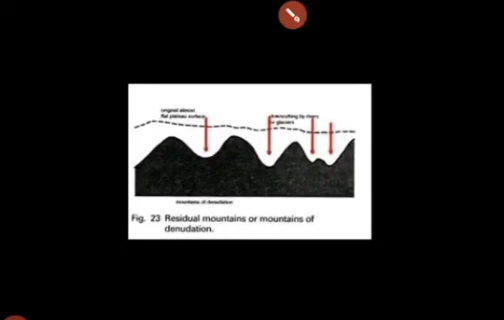 original almost
flat plateau surface
downcutting by rivers
or glaciers
mountains of denudation
Fig. 23 Residual mountains or mountains of
denudation.